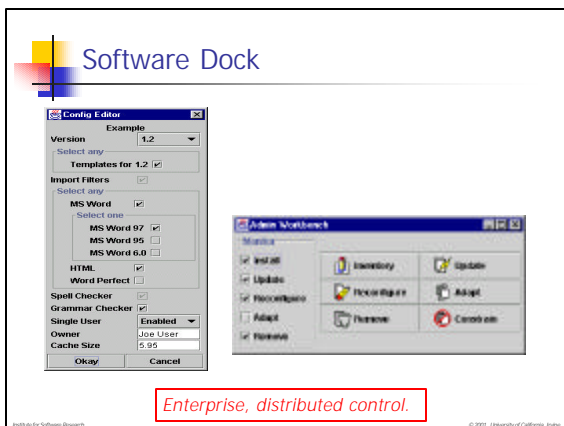 Software Dock
Config Editor
Example
Version 1.2
Select any
Templates for 1.2
Import Filters
Select any
MS Word
Select one
MS Word 97
MS Word 95
MS Word 6.0
HTML
Word Perfect
Spell Checker
Grammar Checker
Single User Enabled
Owner Joe User
Cache Size 5.95
Okay Cancel
Admin Workbench
Monitor
Install
Update
Reconfigure
Adapt
Remove
Inventory Update
Reconfigure Adapt
Remove Constrain
Enterprise, distributed control.
Institute for Software Research
© 2001, University of California, Irvine